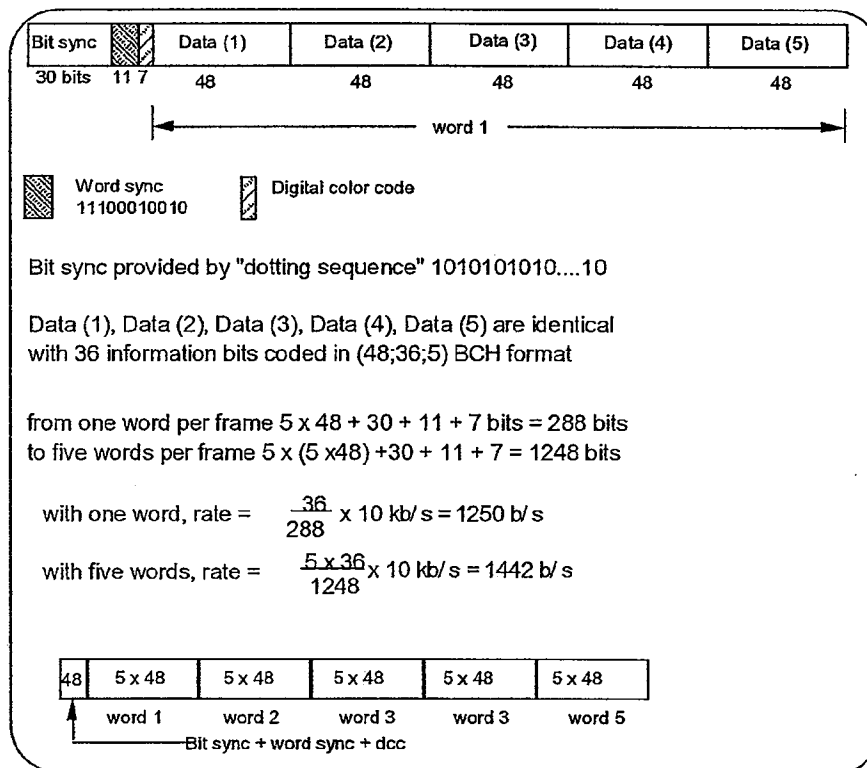 Bit sync Data (1) Data (2) Data (3) Data (4) Data (5)
30 bits 11 7 48 48 48 48 48
word 1
Word sync Digital color code
11100010010
Bit sync provided by "dotting sequence" 1010101010....10
Data (1), Data (2), Data (3), Data (4), Data (5) are identical
with 36 information bits coded in (48;36;5) BCH format
from one word per frame 5 x 48 + 30 + 11 + 7 bits = 288 bits
to five words per frame 5 x (5 x48) +30 + 11 + 7 = 1248 bits
with one word, rate = 36/288 x 10 kb/s = 1250 b/s
with five words, rate = 5 x 36/1248 x 10 kb/s = 1442 b/s
48 5 x 48 5 x 48 5 x 48 5 x 48 5 x 48
word 1 word 2 word 3 word 3 word 5
Bit sync + word sync + dcc